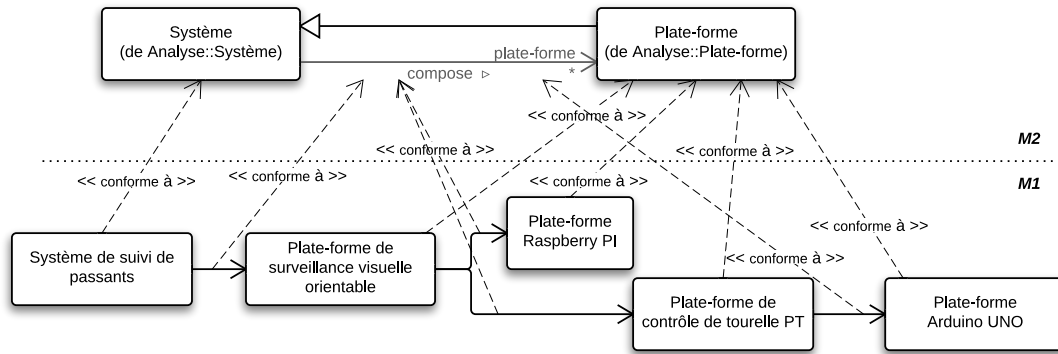 Système
(de Analyse::Système)
Plate-forme
(de Analyse::Plate-forme)
plate-forme
compose ▹
*
<< conforme à >>
<< conforme à >>
<< conforme à >>
M2
<< conforme à >>
<< conforme à >>
<< conforme à >>
M1
<< conforme à >>
<< conforme à >>
Système de suivi de
passants
Plate-forme de
surveillance visuelle
orientable
Plate-forme
Raspberry PI
Plate-forme de
contrôle de tourelle PT
Plate-forme
Arduino UNO